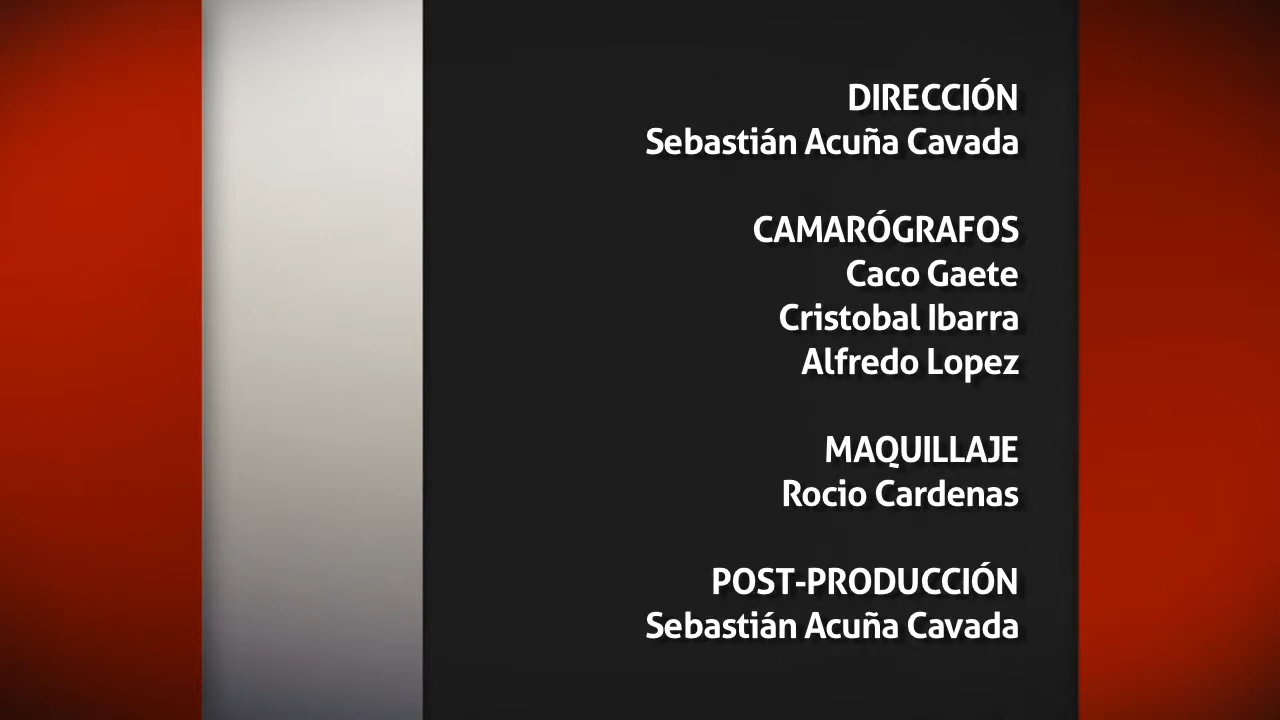 DIRECCIÓN
Sebastián Acuña Cavada
CAMARÓGRAFOS
Caco Gaete
Cristobal Ibarra
Alfredo Lopez
MAQUILLAJE
Rocio Cardenas
POST-PRODUCCIÓN
Sebastián Acuña Cavada